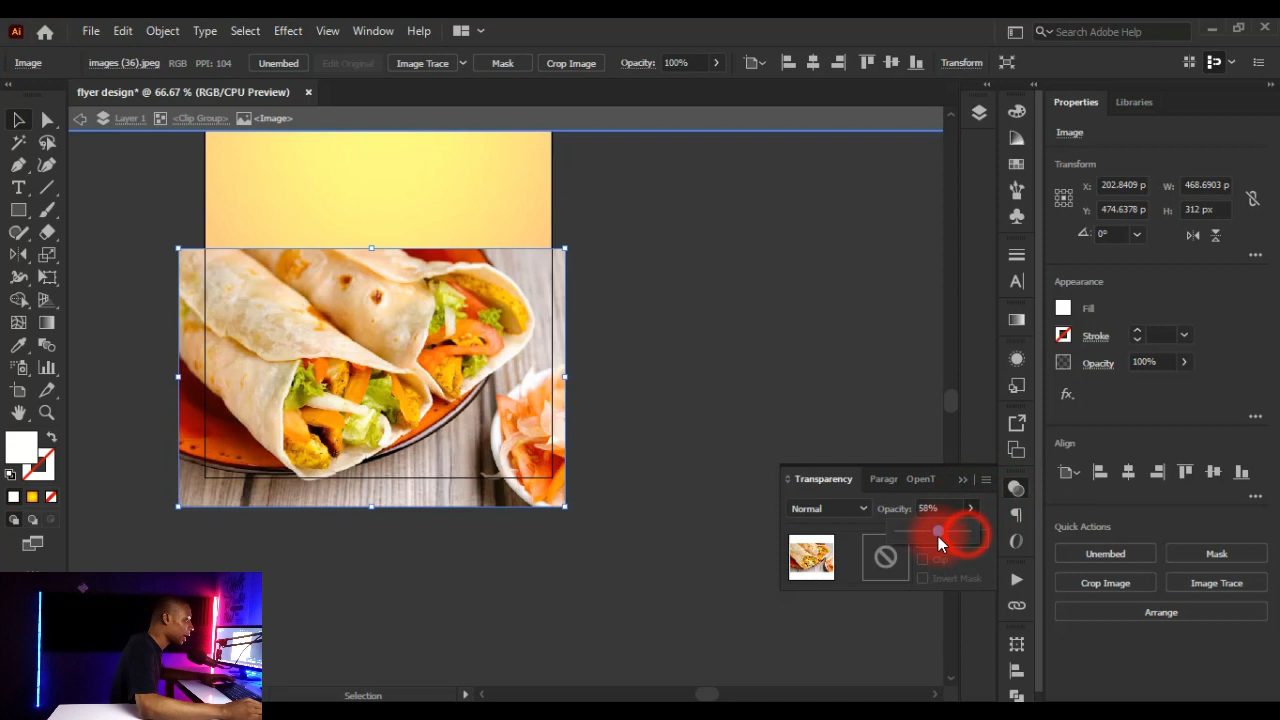 Ai File Edit Object Type Select Effect View Window Help Search Adobe Help
Image images (36).jpeg RGB PPI: 104 Unembed Edit Original Image Trace Mask Crop Image Opacity: 100% Transform
flyer design* @ 66.67 % (RGB/CPU Preview) ×
Layer 1 <Clip Group> <Image>
Properties Libraries
Image
Transform
X: 202.8409 p W: 468.6903 p
Y: 474.6378 p H: 312 px
0°
Appearance
Fill
Stroke
Opacity 100%
fx.
Align
Transparency Paragr OpenT
Normal Opacity: 58%
Clip
Invert Mask
Quick Actions
Unembed Mask
Crop Image Image Trace
Arrange
Selection